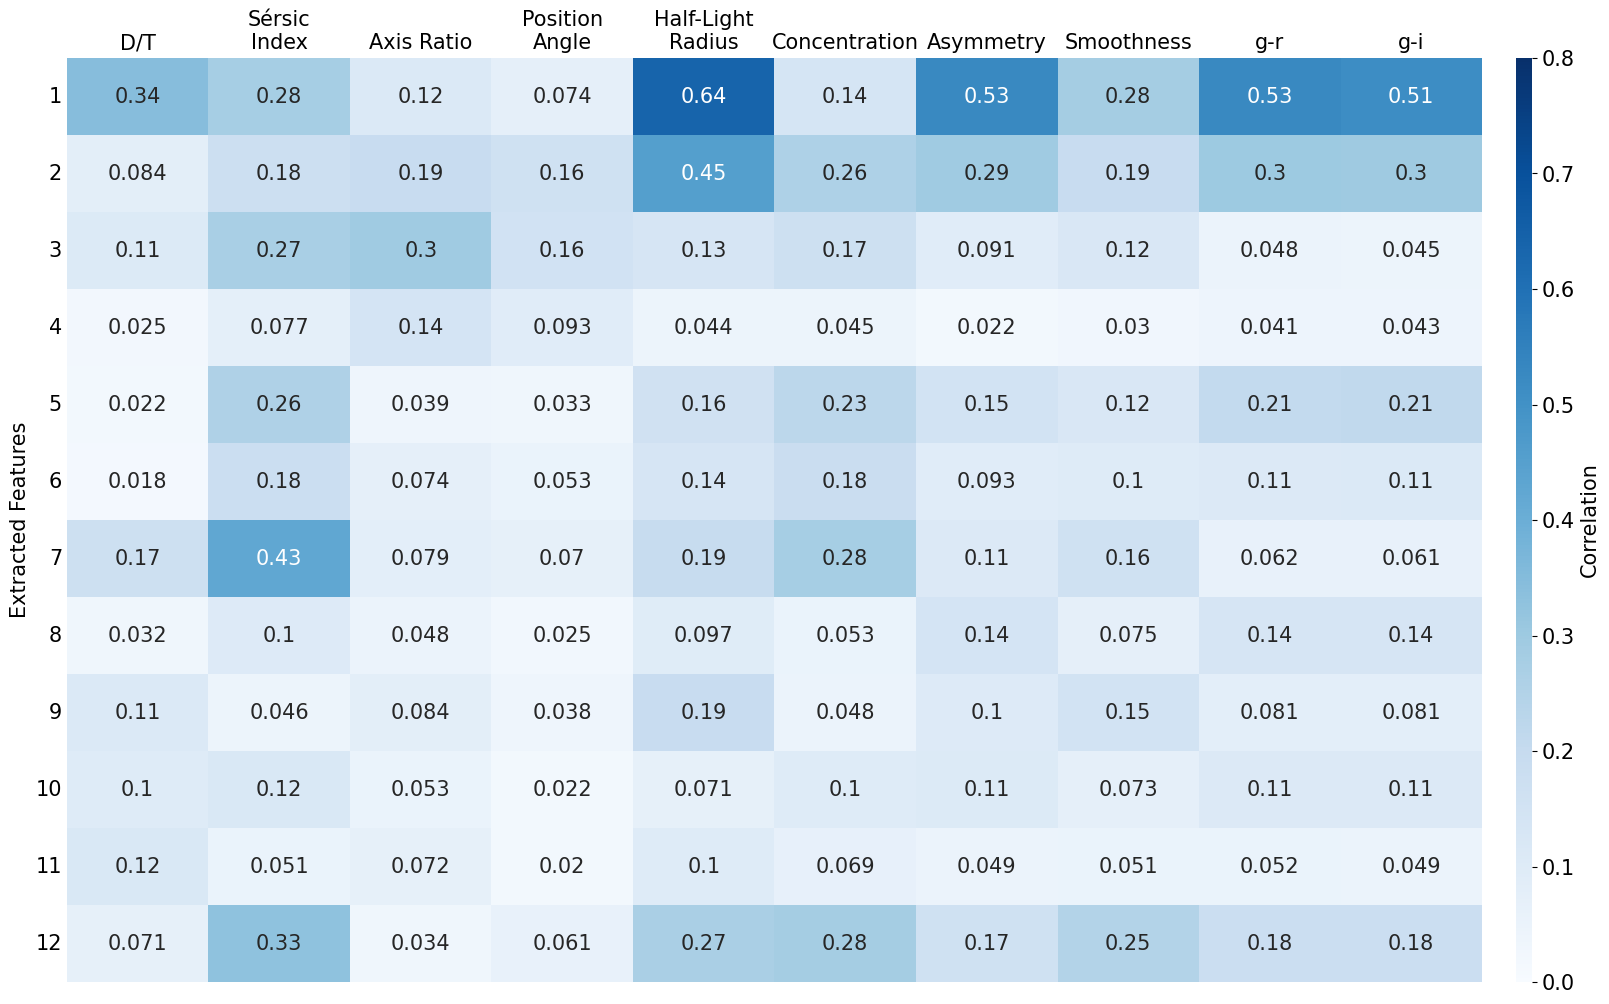 D/T Sérsic Index Axis Ratio Position Angle Half-Light Radius Concentration Asymmetry Smoothness g-r g-i
1 0.34 0.28 0.12 0.074 0.64 0.14 0.53 0.28 0.53 0.51
2 0.084 0.18 0.19 0.16 0.45 0.26 0.29 0.19 0.3 0.3
3 0.11 0.27 0.3 0.16 0.13 0.17 0.091 0.12 0.048 0.045
4 0.025 0.077 0.14 0.093 0.044 0.045 0.022 0.03 0.041 0.043
5 0.022 0.26 0.039 0.033 0.16 0.23 0.15 0.12 0.21 0.21
6 0.018 0.18 0.074 0.053 0.14 0.18 0.093 0.1 0.11 0.11
7 0.17 0.43 0.079 0.07 0.19 0.28 0.11 0.16 0.062 0.061
8 0.032 0.1 0.048 0.025 0.097 0.053 0.14 0.075 0.14 0.14
9 0.11 0.046 0.084 0.038 0.19 0.048 0.1 0.15 0.081 0.081
10 0.1 0.12 0.053 0.022 0.071 0.1 0.11 0.073 0.11 0.11
11 0.12 0.051 0.072 0.02 0.1 0.069 0.049 0.051 0.052 0.049
12 0.071 0.33 0.034 0.061 0.27 0.28 0.17 0.25 0.18 0.18
Extracted Features
0.8
0.7
0.6
0.5
0.4
0.3
0.2
0.1
0.0
Correlation